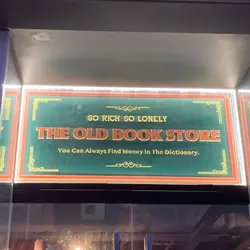 SO RICH SO LONELY
THE OLD BOOK STORE
You Can Always Find Money in The Dictionary.